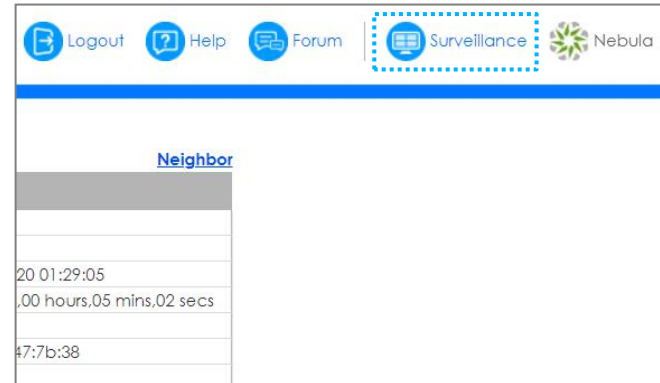 Logout Help Forum Surveillance Nebula
Neighbor
20 01:29:05
,00 hours,05 mins,02 secs
47:7b:38